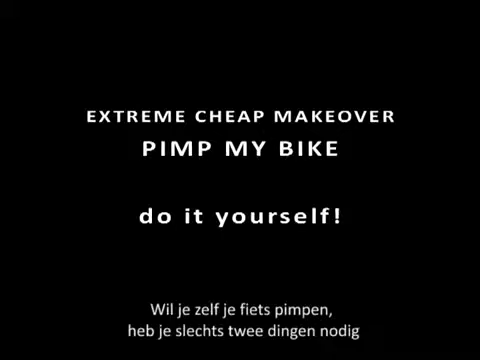 EXTREME CHEAP MAKEOVER
PIMP MY BIKE
do it yourself!
Wil je zelf je fiets pimpen,
heb je slechts twee dingen nodig